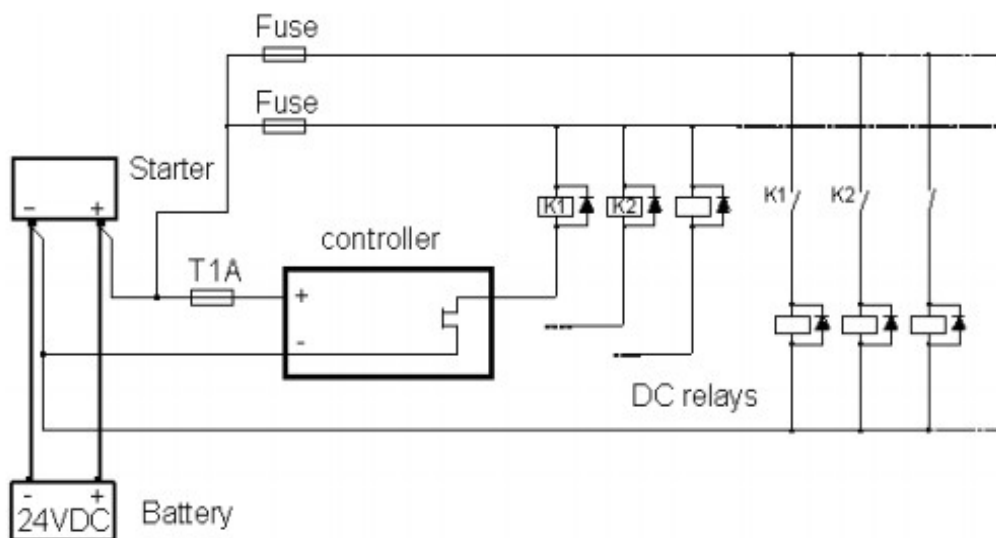 Fuse
Fuse
Starter
- +
K1 K2
K1 K2
controller
T1A
+
-
DC relays
- +
24VDC
Battery